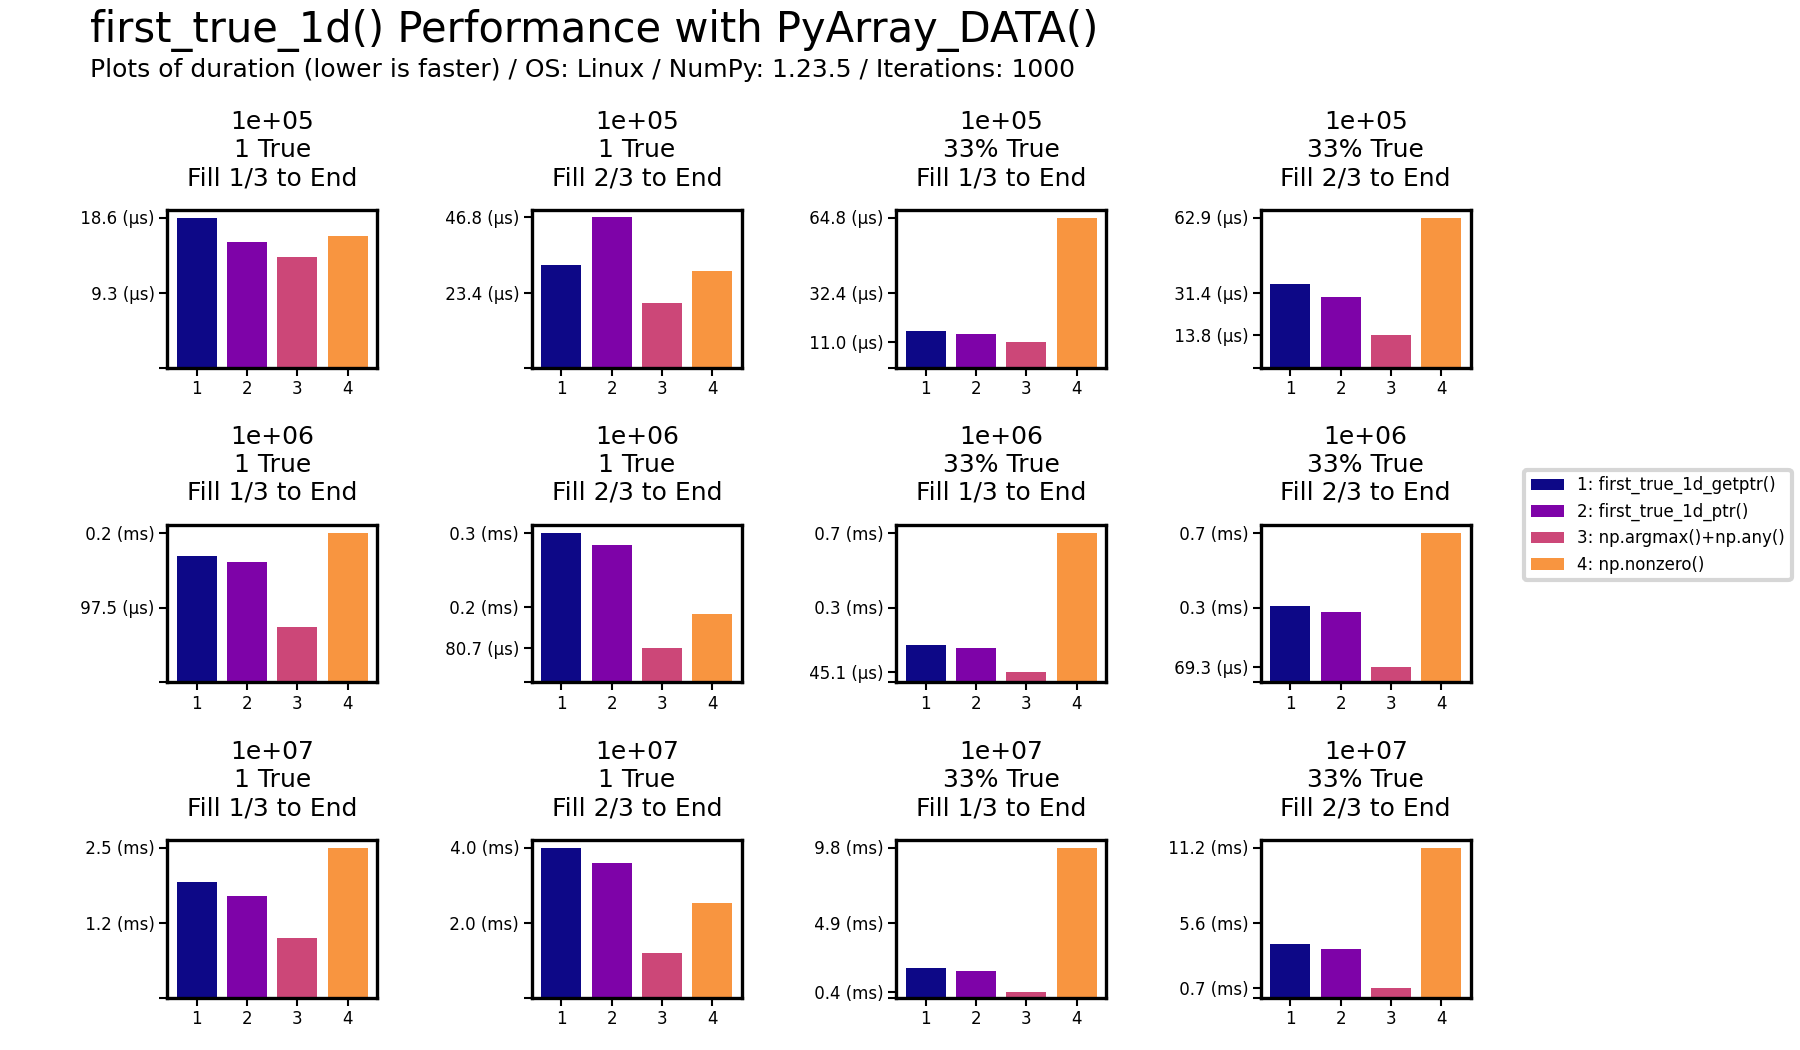 first_true_1d() Performance with PyArray_DATA()
Plots of duration (lower is faster) / OS: Linux / NumPy: 1.23.5 / Iterations: 1000
1e+05
1 True
Fill 1/3 to End
18.6 (µs)
9.3 (µs)
1 2 3 4
1e+05
1 True
Fill 2/3 to End
46.8 (µs)
23.4 (µs)
1 2 3 4
1e+05
33% True
Fill 1/3 to End
64.8 (µs)
32.4 (µs)
11.0 (µs)
1 2 3 4
1e+05
33% True
Fill 2/3 to End
62.9 (µs)
31.4 (µs)
13.8 (µs)
1 2 3 4
1e+06
1 True
Fill 1/3 to End
0.2 (ms)
97.5 (µs)
1 2 3 4
1e+06
1 True
Fill 2/3 to End
0.3 (ms)
0.2 (ms)
80.7 (µs)
1 2 3 4
1e+06
33% True
Fill 1/3 to End
0.7 (ms)
0.3 (ms)
45.1 (µs)
1 2 3 4
1e+06
33% True
Fill 2/3 to End
0.7 (ms)
0.3 (ms)
69.3 (µs)
1 2 3 4
1: first_true_1d_getptr()
2: first_true_1d_ptr()
3: np.argmax()+np.any()
4: np.nonzero()
1e+07
1 True
Fill 1/3 to End
2.5 (ms)
1.2 (ms)
1 2 3 4
1e+07
1 True
Fill 2/3 to End
4.0 (ms)
2.0 (ms)
1 2 3 4
1e+07
33% True
Fill 1/3 to End
9.8 (ms)
4.9 (ms)
0.4 (ms)
1 2 3 4
1e+07
33% True
Fill 2/3 to End
11.2 (ms)
5.6 (ms)
0.7 (ms)
1 2 3 4